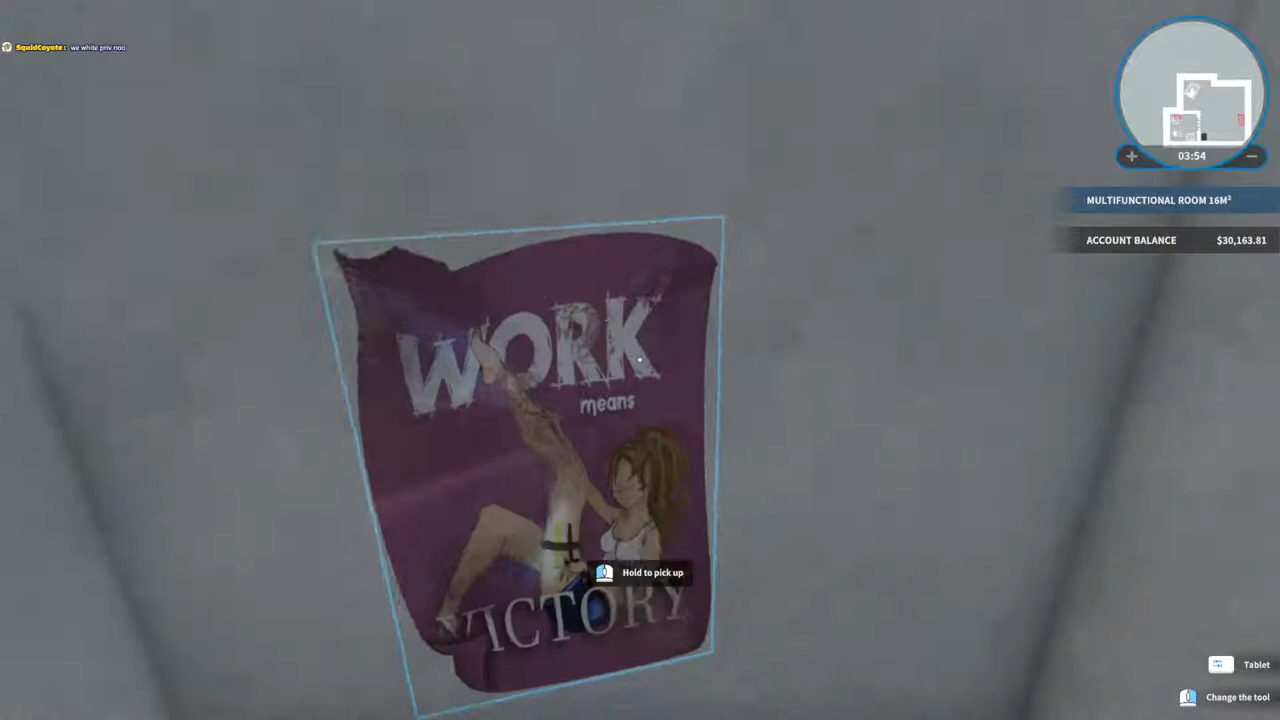 SquidCoyote: we white priv noo
03:54
MULTIFUNCTIONAL ROOM 16M²
ACCOUNT BALANCE $30,163.81
WORK
means
VICTORY
Hold to pick up
Tablet
Change the tool